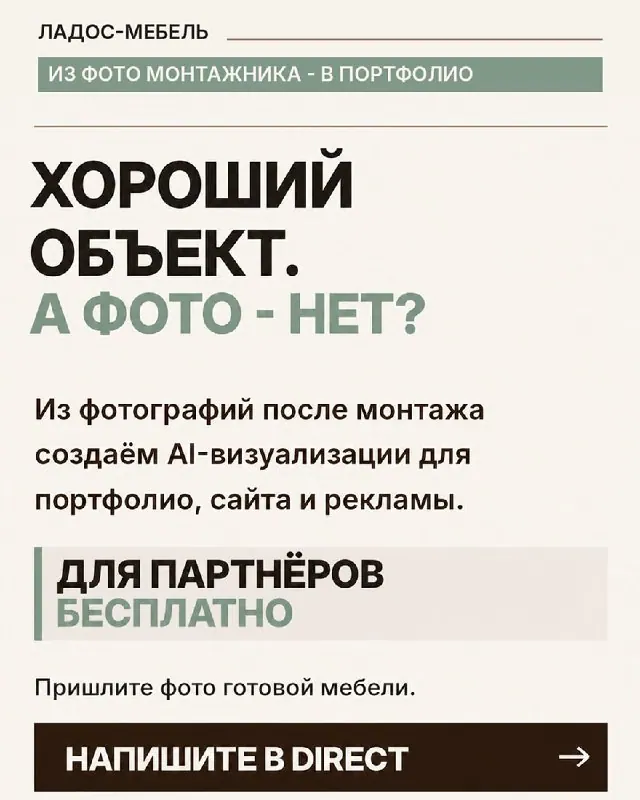 ЛАДОС-МЕБЕЛЬ
ИЗ ФОТО МОНТАЖНИКА - В ПОРТФОЛИО
ХОРОШИЙ
ОБЪЕКТ.
А ФОТО - НЕТ?
Из фотографий после монтажа
создаём AI-визуализации для
портфолио, сайта и рекламы.
ДЛЯ ПАРТНЁРОВ
БЕСПЛАТНО
Пришлите фото готовой мебели.
НАПИШИТЕ В DIRECT →